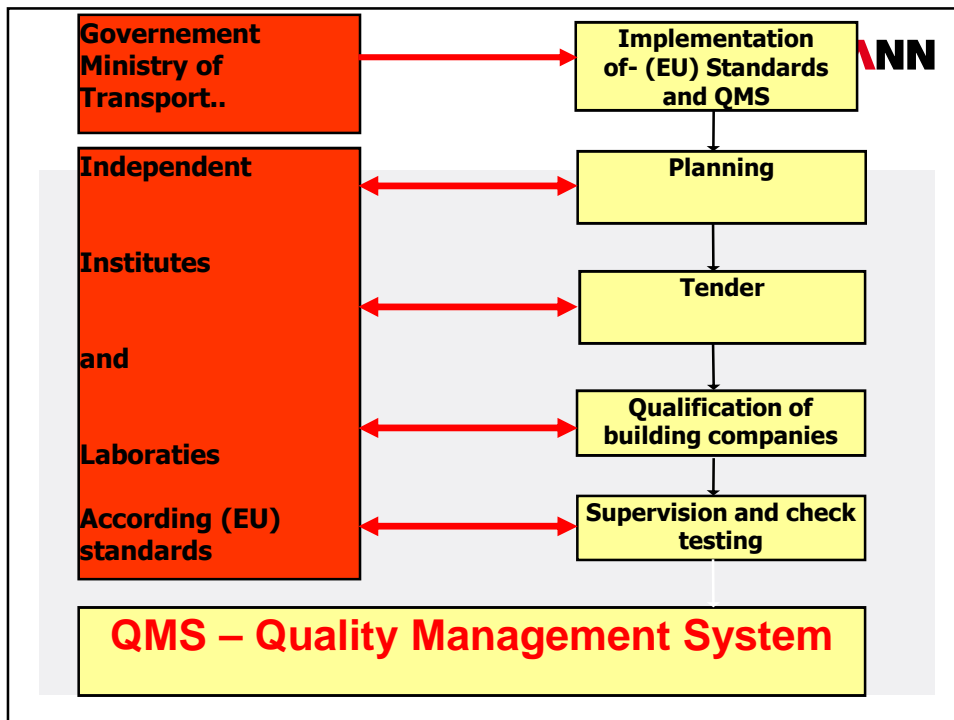 Governement
Ministry of
Transport..
Implementation
of- (EU) Standards
and QMS
NN
Independent
Institutes
and
Laboraties
According (EU)
standards
Planning
Tender
Qualification of
building companies
Supervision and check
testing
QMS – Quality Management System